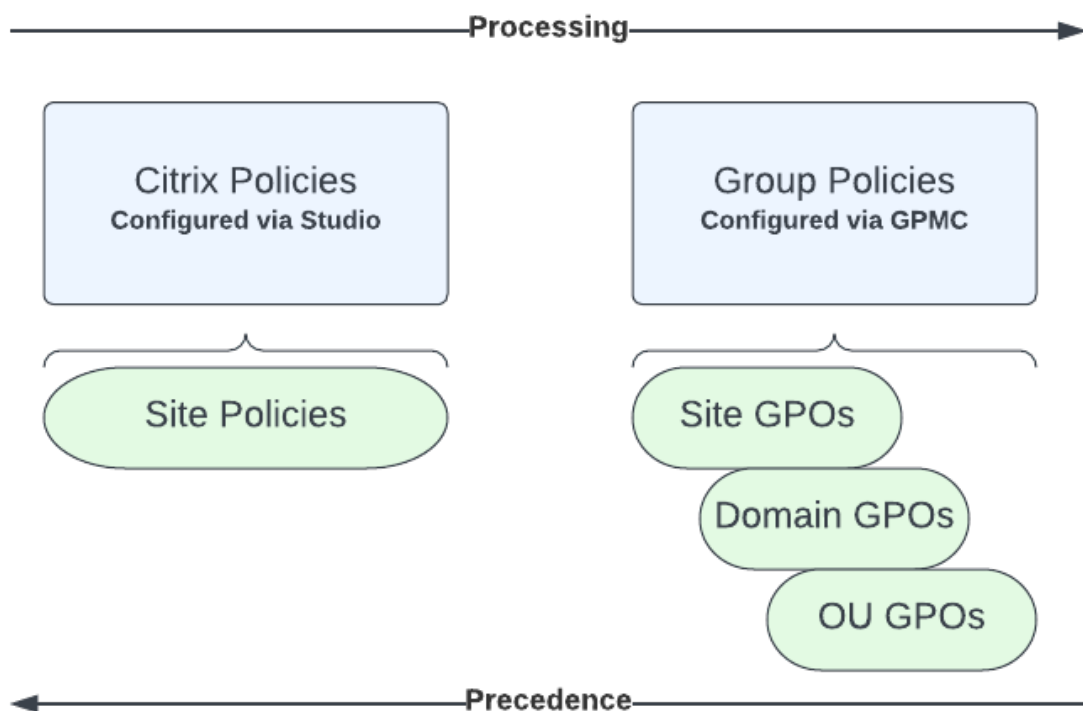 Processing
Citrix Policies
Configured via Studio
Group Policies
Configured via GPMC
Site Policies
Site GPOs
Domain GPOs
OU GPOs
Precedence